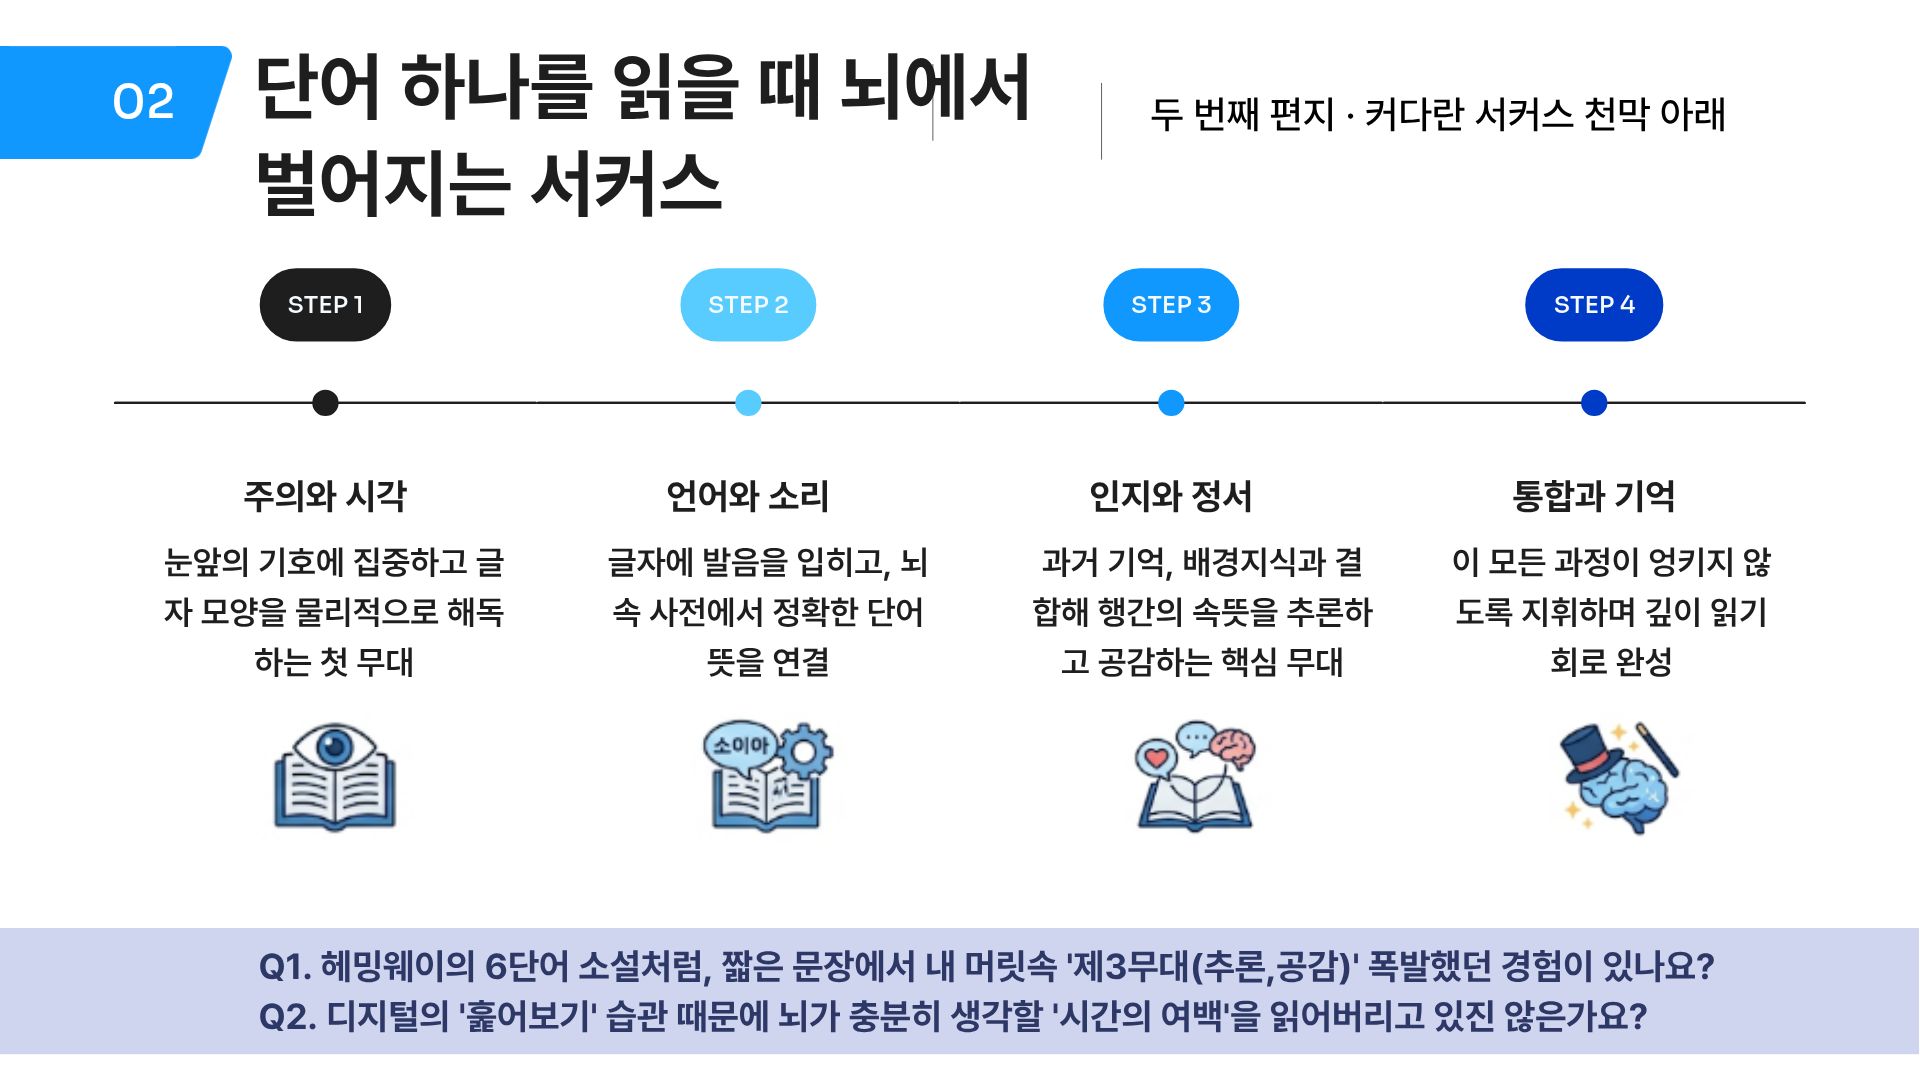 02
단어 하나를 읽을 때 뇌에서
벌어지는 서커스
두 번째 편지 · 커다란 서커스 천막 아래
STEP 1
STEP 2
STEP 3
STEP 4
주의와 시각
눈앞의 기호에 집중하고 글
자 모양을 물리적으로 해독
하는 첫 무대
언어와 소리
글자에 발음을 입히고, 뇌
속 사전에서 정확한 단어
뜻을 연결
인지와 정서
과거 기억, 배경지식과 결
합해 행간의 속뜻을 추론하
고 공감하는 핵심 무대
통합과 기억
이 모든 과정이 엉키지 않
도록 지휘하며 깊이 읽기
회로 완성
소이아
Q1. 헤밍웨이의 6단어 소설처럼, 짧은 문장에서 내 머릿속 '제3무대(추론,공감)' 폭발했던 경험이 있나요?
Q2. 디지털의 '훑어보기' 습관 때문에 뇌가 충분히 생각할 '시간의 여백'을 잃어버리고 있진 않은가요?